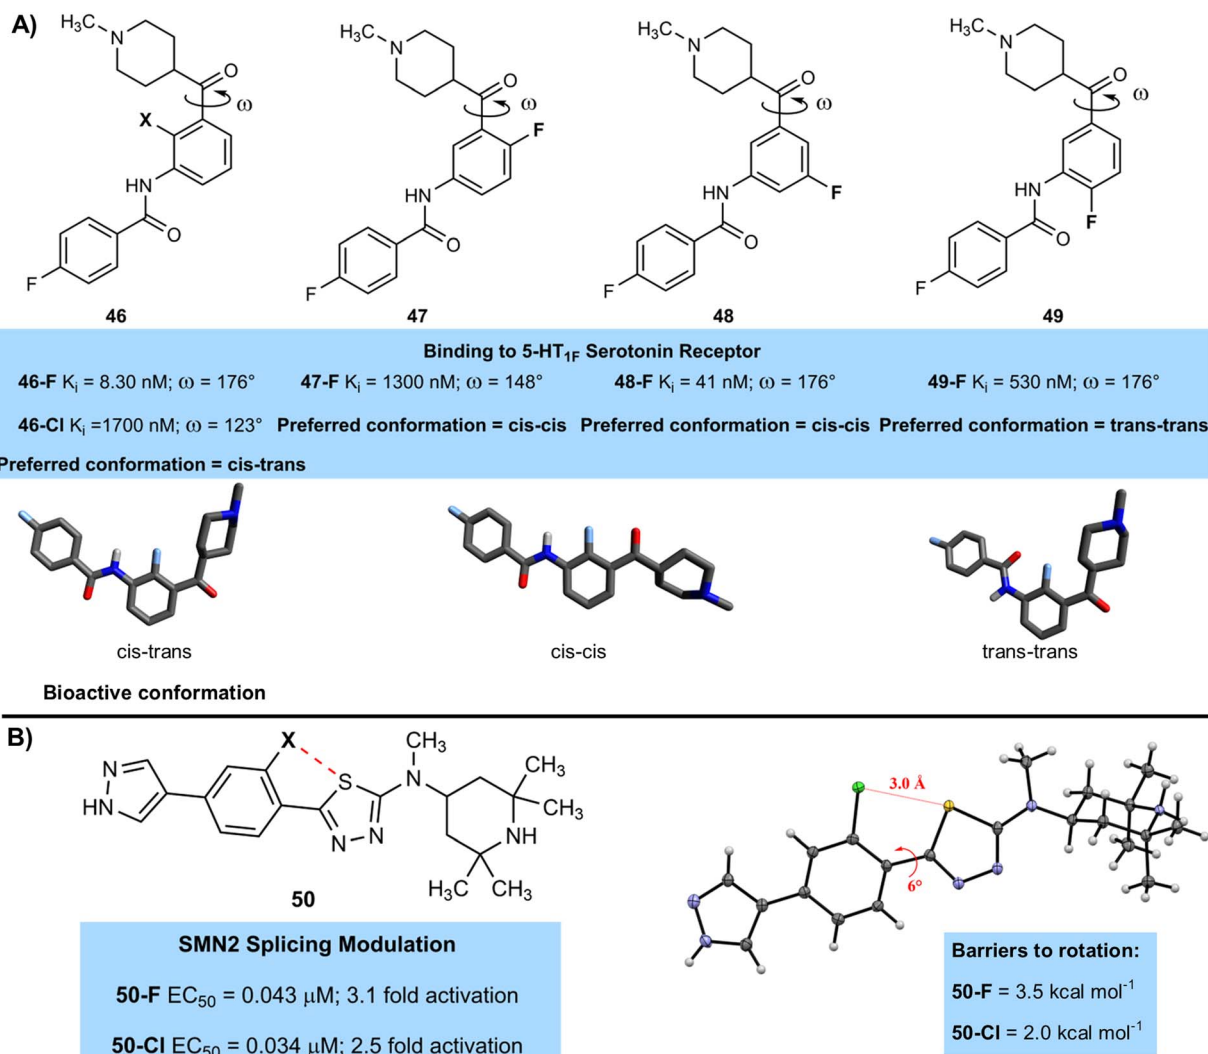 A)
H₃C N O ω X HN O F
46
H₃C N O ω F HN O F
47
H₃C N O ω F HN O F
48
H₃C N O ω F HN O F
49
Binding to 5-HT₁F Serotonin Receptor
46-F Kᵢ = 8.30 nM; ω = 176°
47-F Kᵢ = 1300 nM; ω = 148°
48-F Kᵢ = 41 nM; ω = 176°
49-F Kᵢ = 530 nM; ω = 176°
46-Cl Kᵢ =1700 nM; ω = 123°
Preferred conformation = cis-cis
Preferred conformation = cis-cis
Preferred conformation = trans-trans
Preferred conformation = cis-trans
cis-trans
cis-cis
trans-trans
Bioactive conformation
B)
X CH₃
N HN S N CH₃ CH₃
N N NH
H₃C CH₃
50
3.0 Å
6°
SMN2 Splicing Modulation
50-F EC₅₀ = 0.043 μM; 3.1 fold activation
50-Cl EC₅₀ = 0.034 μM; 2.5 fold activation
Barriers to rotation:
50-F = 3.5 kcal mol⁻¹
50-Cl = 2.0 kcal mol⁻¹